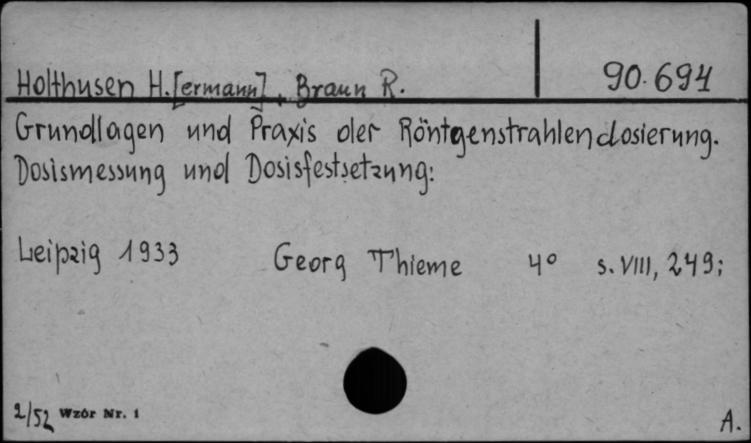 Holthusen H.[ermann], Braun R. 90.694
Grundlagen und Praxis der Röntgenstrahlendosierung.
Dosismessung und Dosisfestsetzung:
Leipzig 1933 Georg Thieme 4° s. VIII, 249;
2/52 Wzór Nr. 1 A.